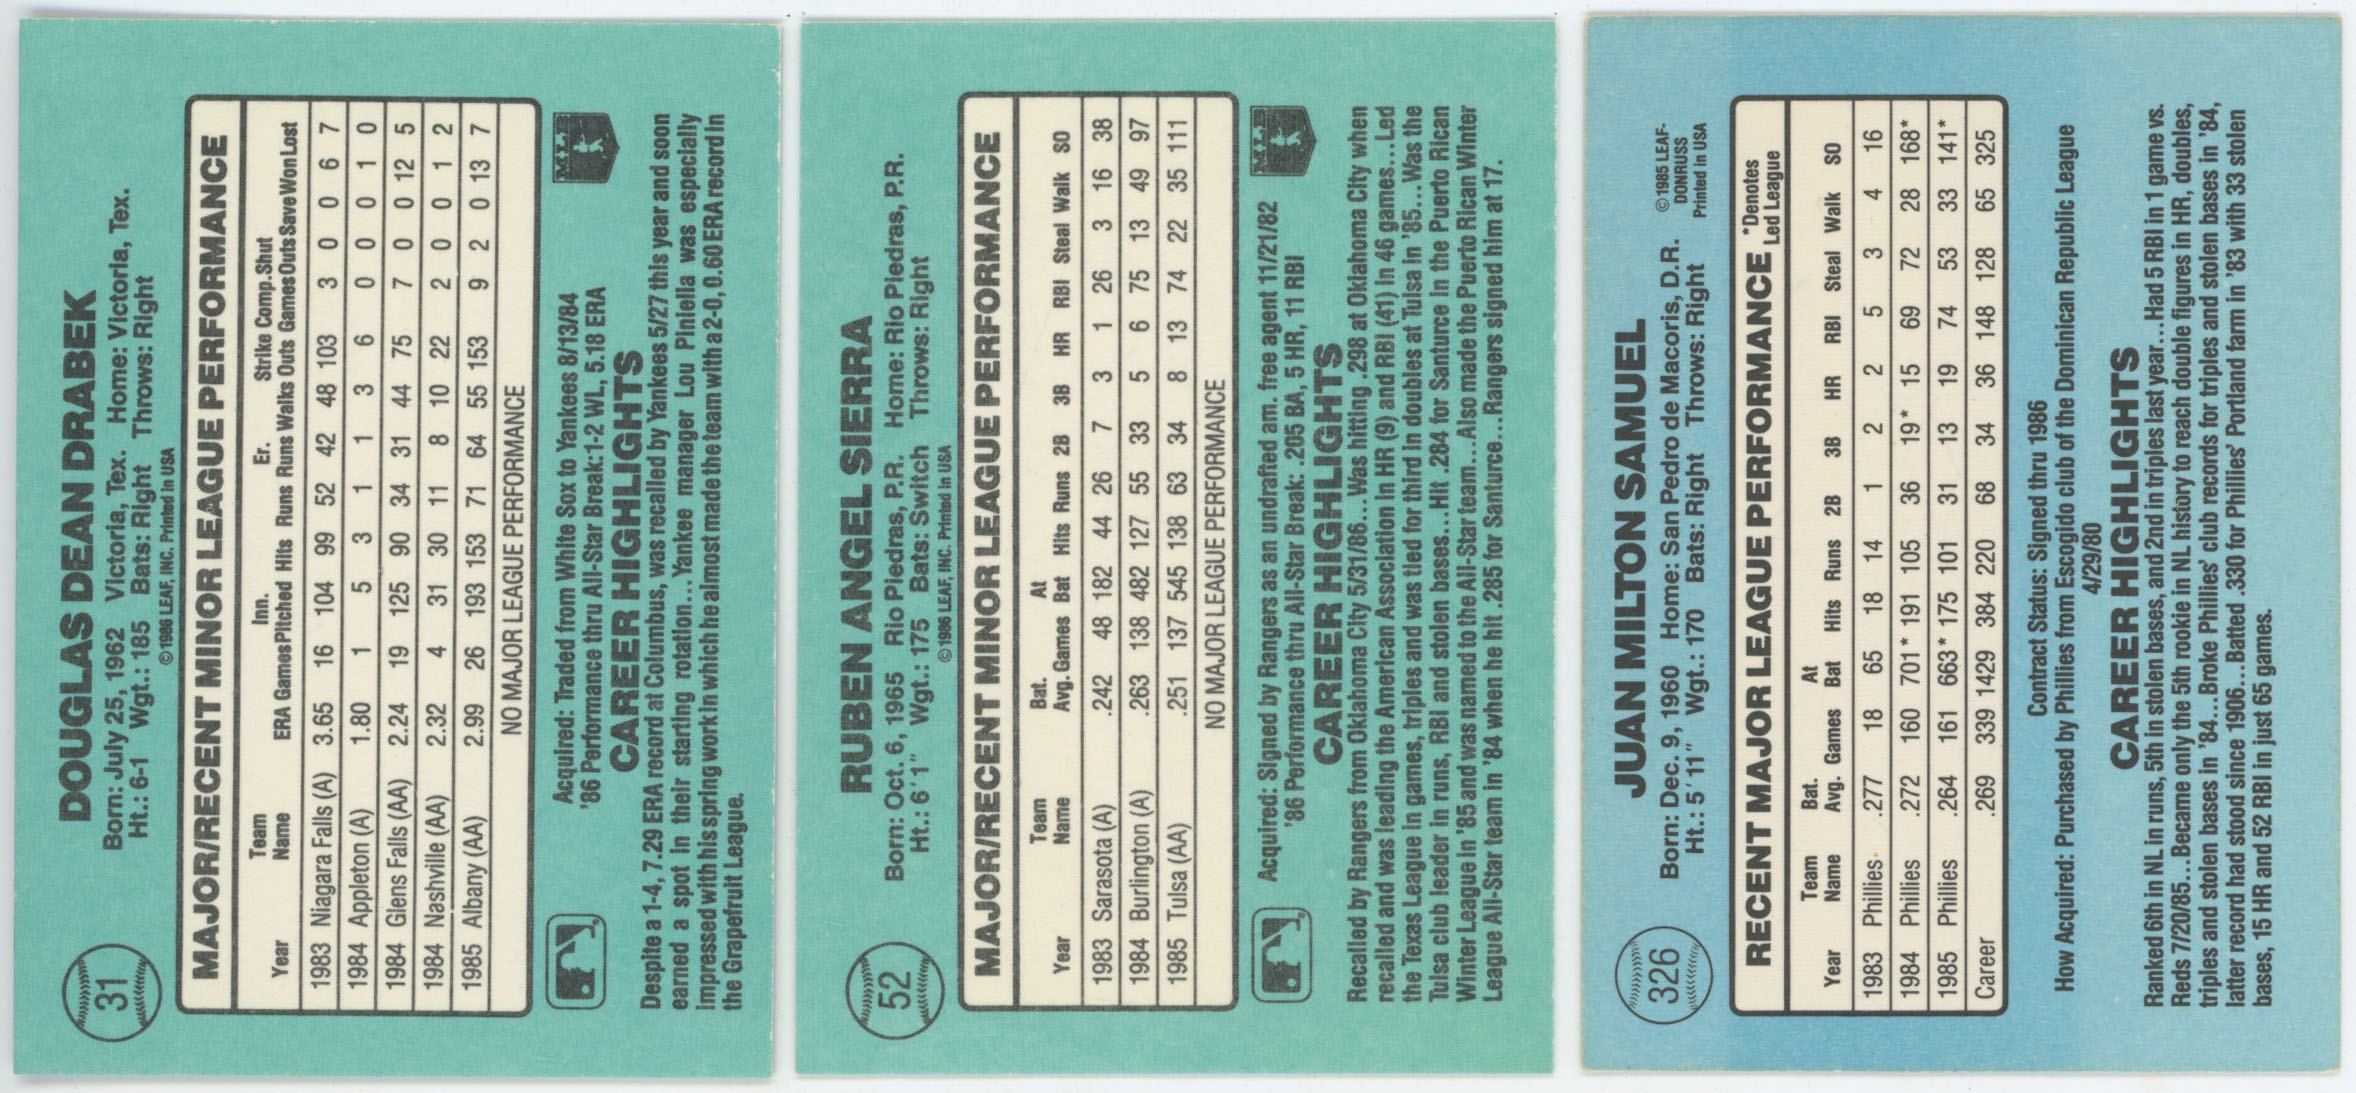 31
DOUGLAS DEAN DRABEK
Born: July 25, 1962 Victoria, Tex. Home: Victoria, Tex.
Ht.: 6-1 Wgt.: 185 Bats: Right Throws: Right
©1986 LEAF, INC. Printed in USA
MAJOR/RECENT MINOR LEAGUE PERFORMANCE
Team Inn. Er. Strike Comp. Shut
Year Name ERA Games Pitched Hits Runs Runs Walks Outs Games Outs Save Won Lost
1983 Niagara Falls (A) 3.65 16 104 99 52 42 48 103 3 0 0 6 7
1984 Appleton (A) 1.80 1 5 3 1 1 3 6 0 0 0 1 0
1984 Glens Falls (AA) 2.24 19 125 90 34 31 44 75 7 0 0 12 5
1984 Nashville (AA) 2.32 4 31 30 11 8 10 22 2 0 0 1 2
1985 Albany (AA) 2.99 26 193 153 71 64 55 153 9 2 0 13 7
NO MAJOR LEAGUE PERFORMANCE
Acquired: Traded from White Sox to Yankees 8/13/84
'86 Performance thru All-Star Break: 1-2 WL, 5.18 ERA
MLB
CAREER HIGHLIGHTS
Despite a 1-4, 7.29 ERA record at Columbus, was recalled by Yankees 5/27 this year and soon
earned a spot in their starting rotation...Yankee manager Lou Piniella was especially
impressed with his spring work in which he almost made the team with a 2-0, 0.60 ERA record in
the Grapefruit League.
52
RUBEN ANGEL SIERRA
Born: Oct. 6, 1965 Rio Piedras, P.R. Home: Rio Piedras, P.R.
Ht.: 6'1" Wgt.: 175 Bats: Switch Throws: Right
©1986 LEAF, INC. Printed in USA
MAJOR/RECENT MINOR LEAGUE PERFORMANCE
Team Bat. At
Year Name Avg. Games Bat Hits Runs 2B 3B HR RBI Steal Walk SO
1983 Sarasota (A) .242 48 182 44 26 7 3 1 26 3 16 38
1984 Burlington (A) .263 138 482 127 55 33 5 6 75 13 49 97
1985 Tulsa (AA) .251 137 545 138 63 34 8 13 74 22 35 111
NO MAJOR LEAGUE PERFORMANCE
Acquired: Signed by Rangers as an undrafted am. free agent 11/21/82
'86 Performance thru All-Star Break: .205 BA, 5 HR, 11 RBI
MLB
CAREER HIGHLIGHTS
Recalled by Rangers from Oklahoma City 5/31/86...Was hitting .298 at Oklahoma City when
recalled and was leading the American Association in HR (9) and RBI (41) in 46 games...Led
the Texas League in games, triples and was tied for third in doubles at Tulsa in '85...Was the
Tulsa club leader in runs, RBI and stolen bases...Hit .284 for Santurce in the Puerto Rican
Winter League in '85 and was named to the All-Star team...Also made the Puerto Rican Winter
League All-Star team in '84 when he hit .285 for Santurce...Rangers signed him at 17.
326
JUAN MILTON SAMUEL
Born: Dec. 9, 1960 Home: San Pedro de Macoris, D.R.
Ht.: 5'11" Wgt.: 170 Bats: Right Throws: Right
©1985 LEAF-
DONRUSS
Printed in USA
RECENT MAJOR LEAGUE PERFORMANCE
*Denotes
Led League
Team Bat. At
Year Name Avg. Games Bat Hits Runs 2B 3B HR RBI Steal Walk SO
1983 Phillies .277 18 65 18 14 1 2 2 5 3 4 16
1984 Phillies .272 160 701* 191 105 36 19* 15 69 72 28 168*
1985 Phillies .264 161 663* 175 101 31 13 19 74 53 33 141*
Career .269 339 1429 384 220 68 34 36 148 128 65 325
Contract Status: Signed thru 1986
How Acquired: Purchased by Phillies from Escogido club of the Dominican Republic League
4/29/80
CAREER HIGHLIGHTS
Ranked 6th in NL in runs, 5th in stolen bases, and 2nd in triples last year...Had 5 RBI in 1 game vs.
Reds 7/20/85...Became only the 5th rookie in NL history to reach double figures in HR, doubles,
triples and stolen bases in '84...Broke Phillies' club records for triples and stolen bases in '84,
latter record had stood since 1906...Batted .330 for Phillies' Portland farm in '83 with 33 stolen
bases, 15 HR and 52 RBI in just 65 games.